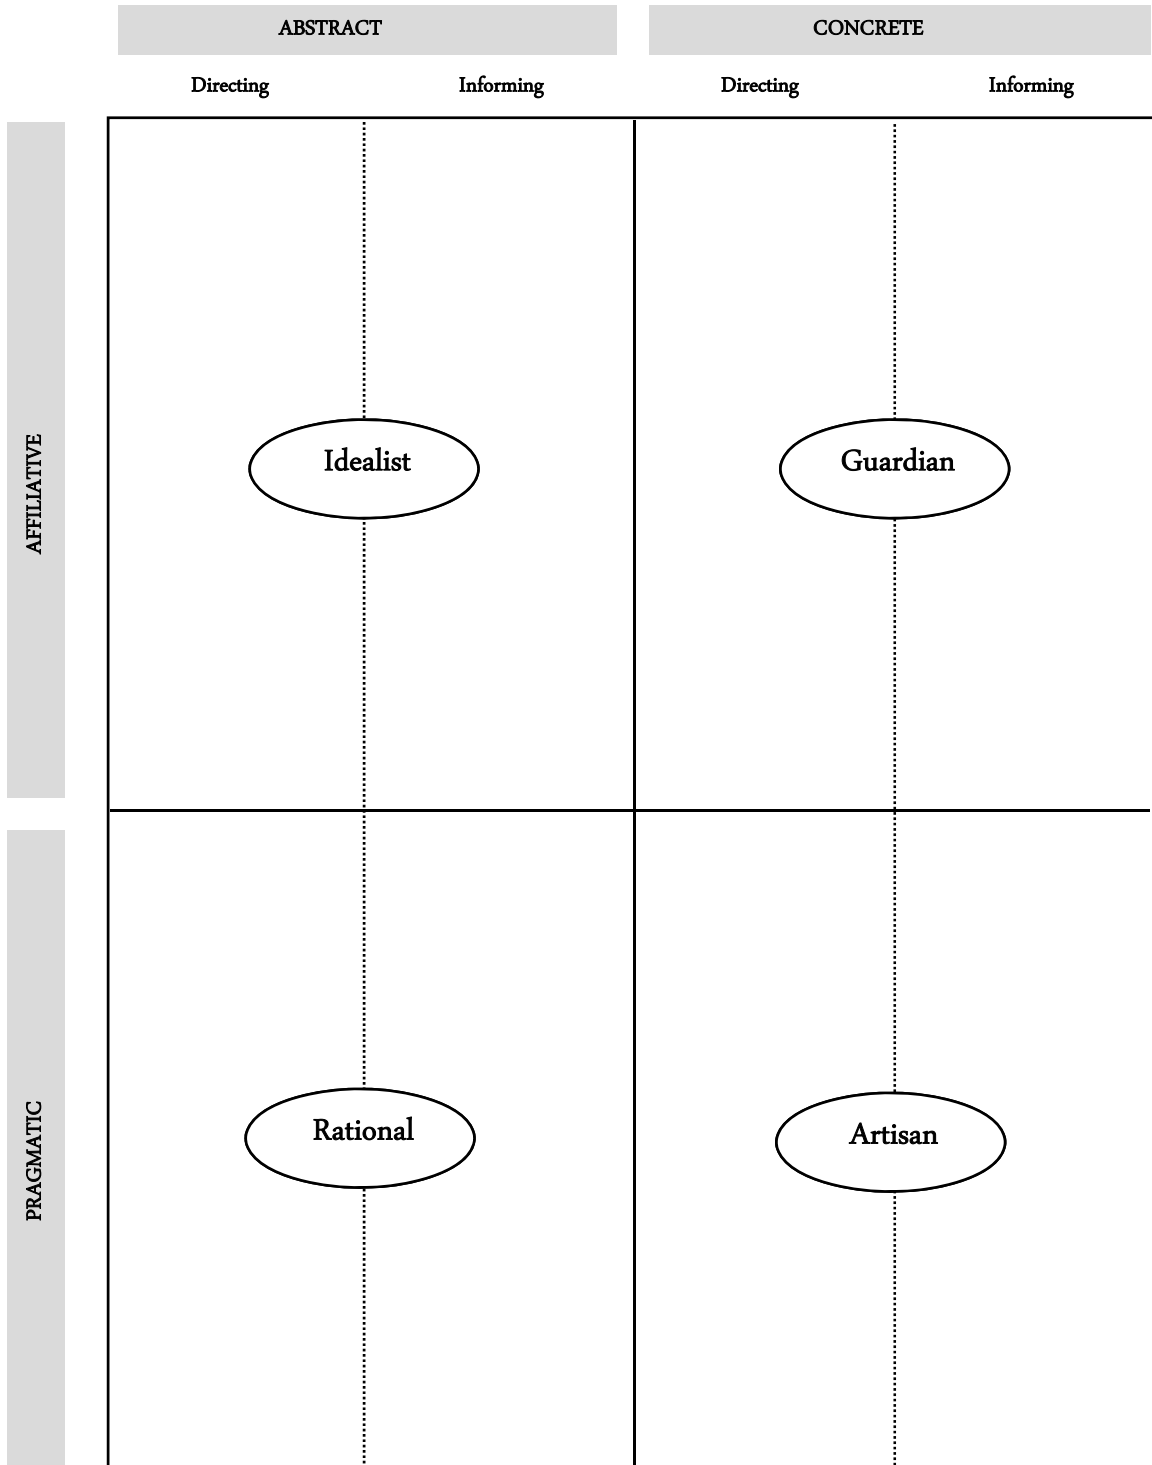 ABSTRACT CONCRETE
Directing Informing Directing Informing
AFFILIATIVE
Idealist Guardian
PRAGMATIC
Rational Artisan